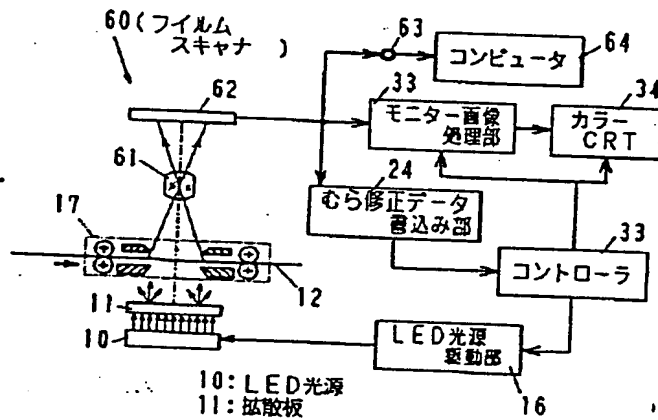 60(フイルム
スキャナ )
62
61
17
12
11
10
63
コンピュータ
64
33
モニター画像
処理部
34
カラー
CRT
24
むら修正データ
書込み部
33
コントローラ
LED光源
駆動部
16
10:LED光源
11:拡散板